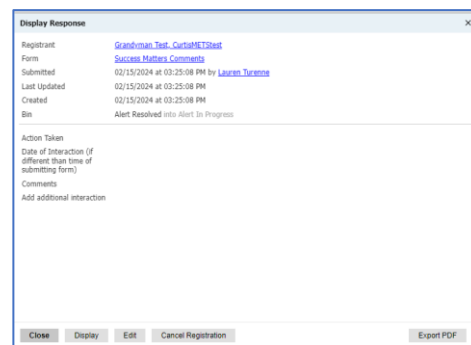 Display Response ×
Registrant Grandyman Test, CurtisMETStest
Form Success Matters Comments
Submitted 02/15/2024 at 03:25:08 PM by Lauren Turenne
Last Updated 02/15/2024 at 03:25:08 PM
Created 02/15/2024 at 03:25:08 PM
Bin Alert Resolved into Alert In Progress
Action Taken
Date of Interaction (if
different than time of
submitting form)
Comments
Add additional interaction
Close Display Edit Cancel Registration Export PDF